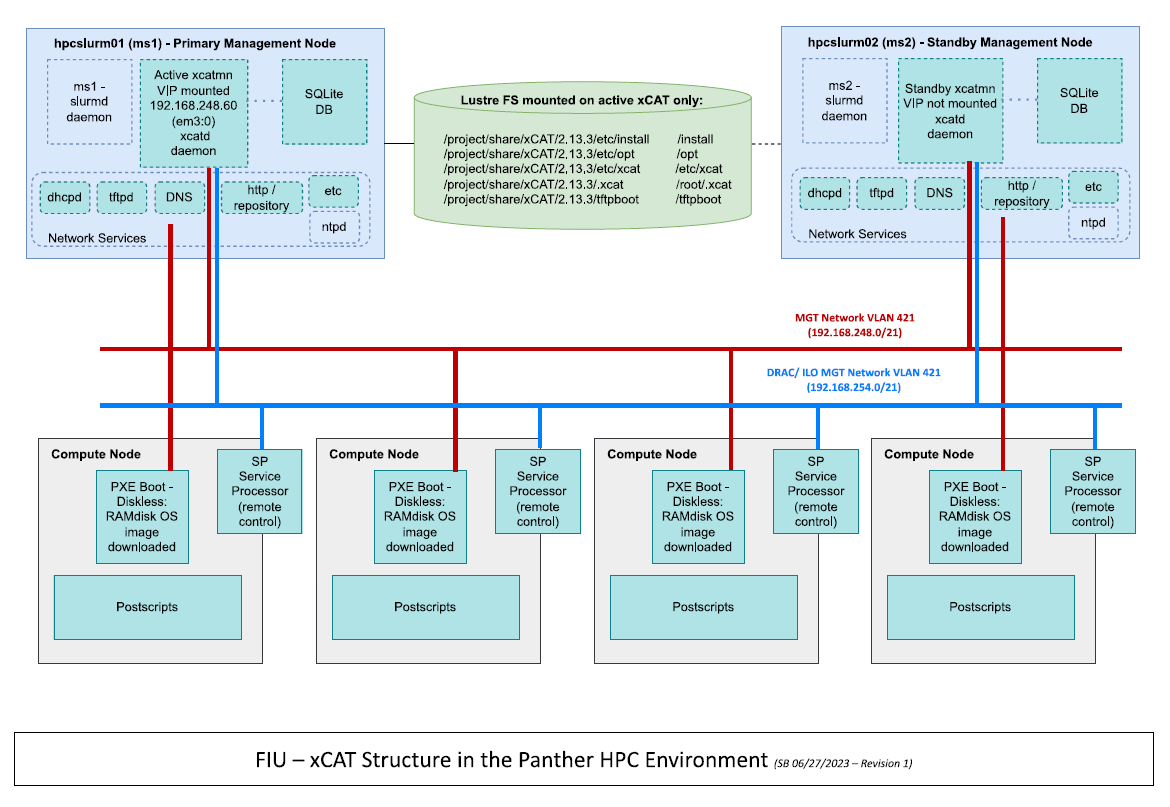 hpcslurm01 (ms1) - Primary Management Node
ms1 -
slurmd
daemon
Active xcatmn
VIP mounted
192.168.248.60
(em3:0)
xcatd
daemon
SQLite
DB
dhcpd
tftpd
DNS
http /
repository
etc
ntpd
Network Services
Lustre FS mounted on active xCAT only:
/project/share/xCAT/2.13.3/etc/install /install
/project/share/xCAT/2.13,3/etc/opt /opt
/project/share/xCAT/2.13,3/etc/xcat /etc/xcat
/project/share/xCAT/2.13.3/.xcat /root/.xcat
/project/share/xCAT/2.13.3/tftpboot /tftpboot
hpcslurm02 (ms2) - Standby Management Node
ms2 -
slurmd
daemon
Standby xcatmn
VIP not mounted
xcatd
daemon
SQLite
DB
dhcpd
tftpd
DNS
http /
repository
etc
ntpd
Network Services
MGT Network VLAN 421
(192.168.248.0/21)
DRAC/ ILO MGT Network VLAN 421
(192.168.254.0/21)
Compute Node
PXE Boot -
Diskless:
RAMdisk OS
image
downloaded
SP
Service
Processor
(remote
control)
Postscripts
Compute Node
PXE Boot -
Diskless:
RAMdisk OS
image
downloaded
SP
Service
Processor
(remote
control)
Postscripts
Compute Node
PXE Boot -
Diskless:
RAMdisk OS
image
downloaded
SP
Service
Processor
(remote
control)
Postscripts
Compute Node
PXE Boot -
Diskless:
RAMdisk OS
image
downloaded
SP
Service
Processor
(remote
control)
Postscripts
FIU – xCAT Structure in the Panther HPC Environment (SB 06/27/2023 – Revision 1)